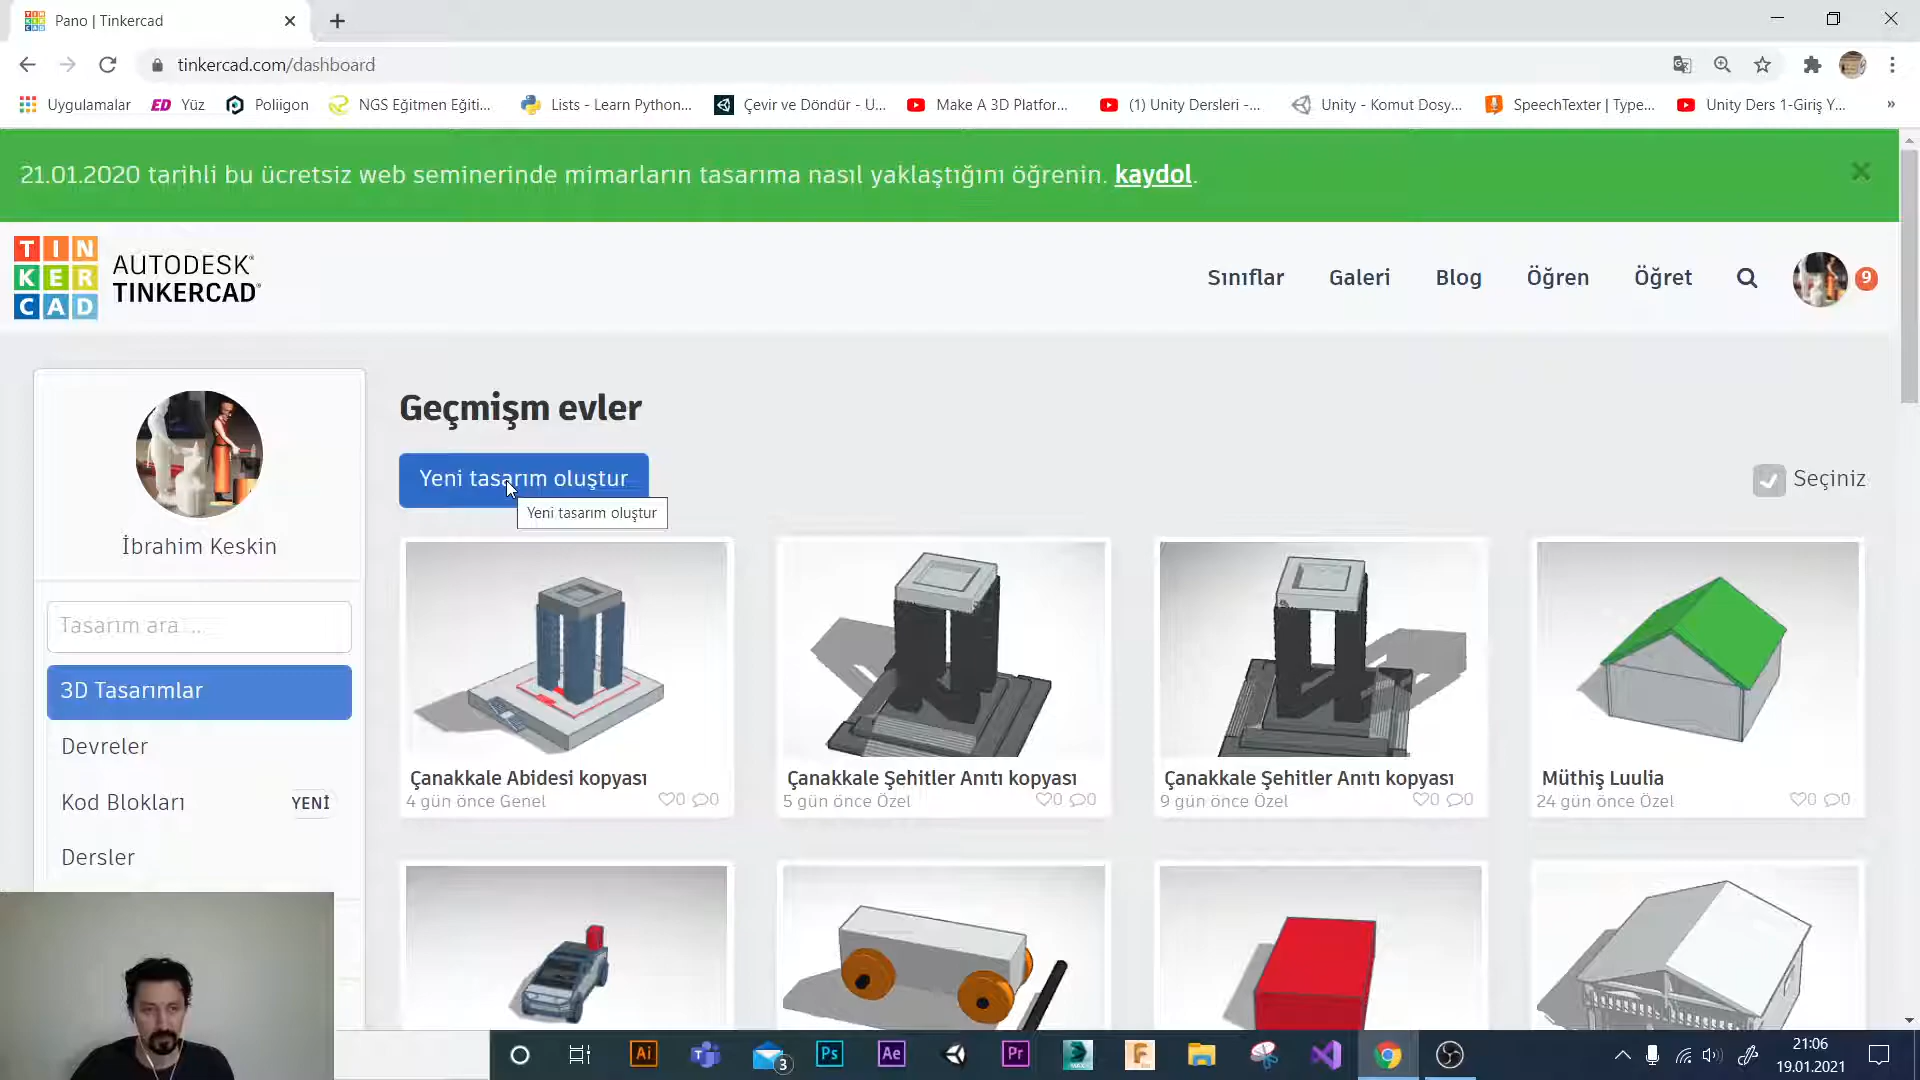 Pano | Tinkercad
tinkercad.com/dashboard
Uygulamalar
ED Yüz
Poliigon
NGS Eğitmen Eğiti...
Lists - Learn Python...
Çevir ve Döndür - U...
Make A 3D Platfor...
(1) Unity Dersleri -...
Unity - Komut Dosy...
SpeechTexter | Type...
Unity Ders 1-Giriş Y...
»
21.01.2020 tarihli bu ücretsiz web seminerinde mimarların tasarıma nasıl yaklaştığını öğrenin. kaydol.
TIN
KER
CAD
AUTODESK®
TINKERCAD®
Sınıflar
Galeri
Blog
Öğren
Öğret
9
İbrahim Keskin
Tasarım ara ...
3D Tasarımlar
Devreler
Kod Blokları YENİ
Dersler
Geçmişm evler
Yeni tasarım oluştur
Yeni tasarım oluştur
Seçiniz
Çanakkale Abidesi kopyası
4 gün önce Genel 0 0
Çanakkale Şehitler Anıtı kopyası
5 gün önce Özel 0 0
Çanakkale Şehitler Anıtı kopyası
9 gün önce Özel 0 0
Müthiş Luulia
24 gün önce Özel 0 0
Ai
3
Ps
Ae
Pr
F
21:06
19.01.2021